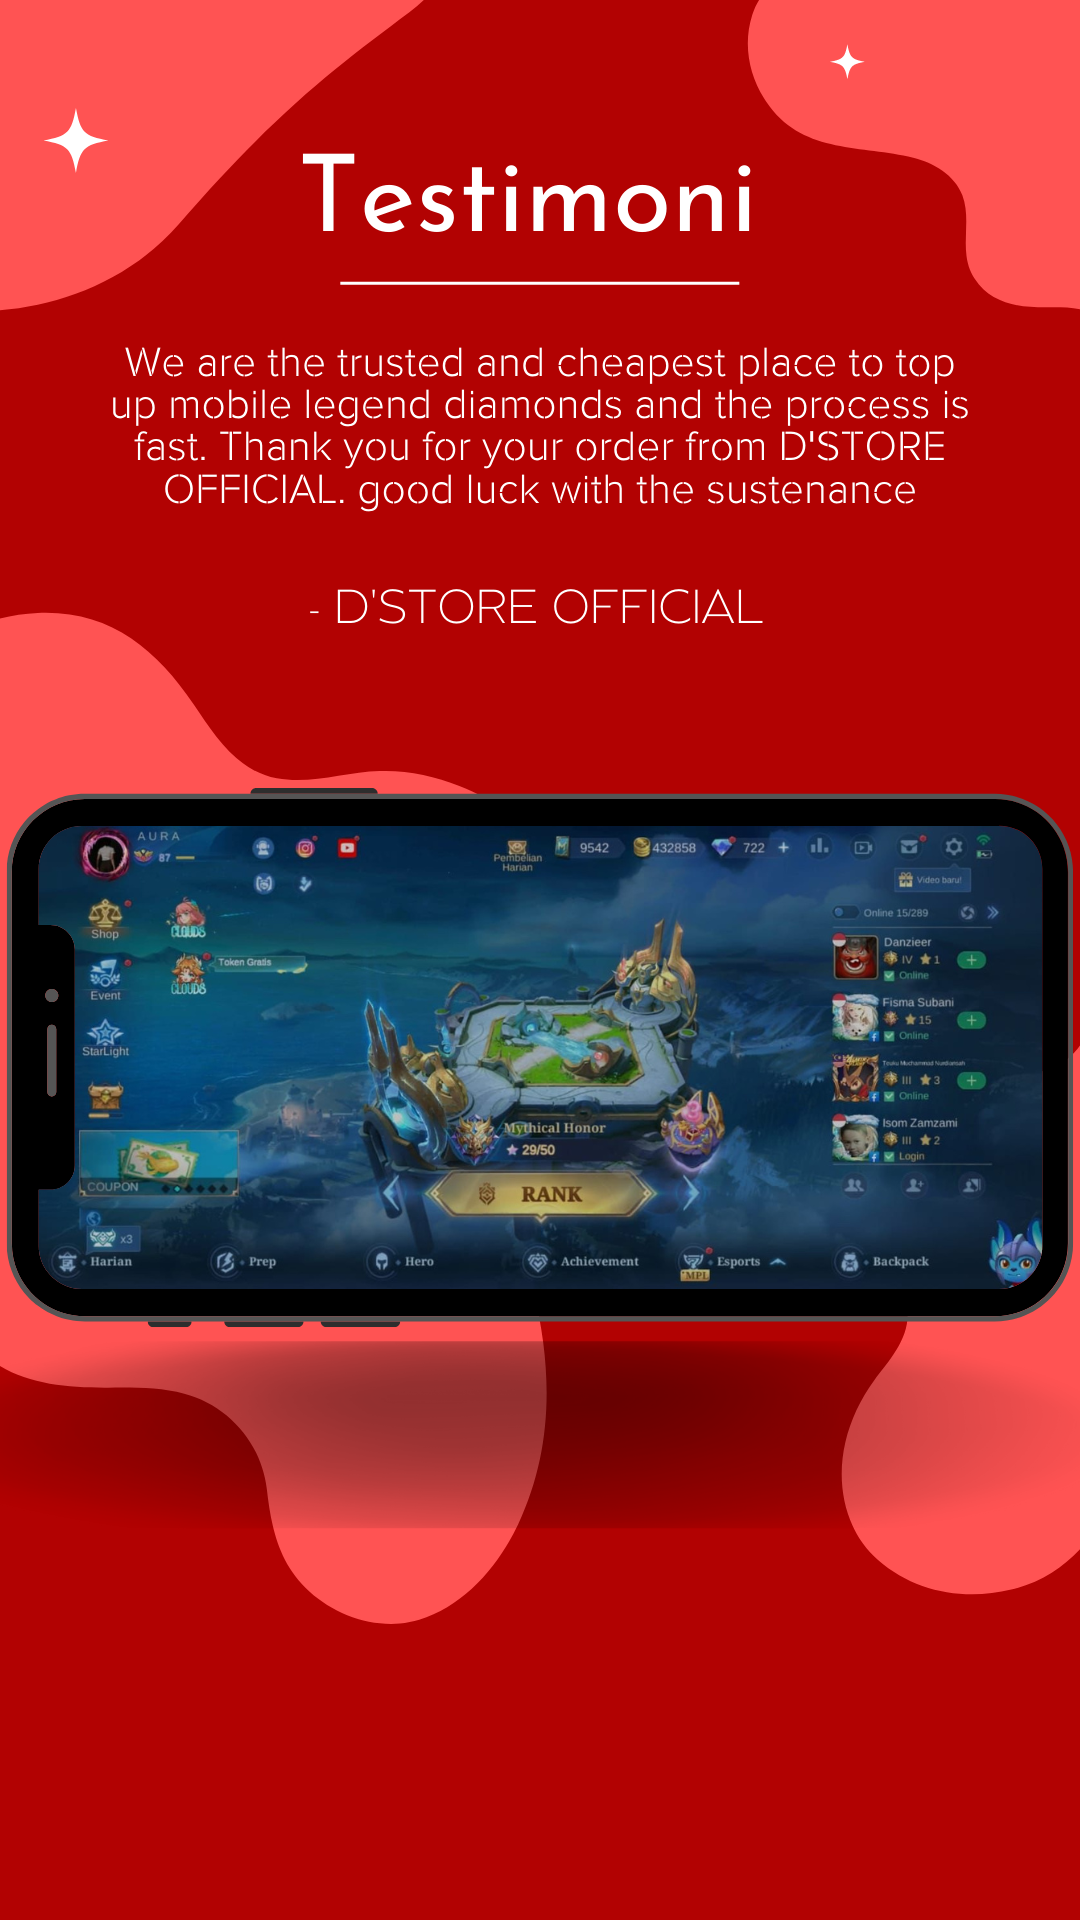 Testimoni
We are the trusted and cheapest place to top
up mobile legend diamonds and the process is
fast. Thank you for your order from D'STORE
OFFICIAL. good luck with the sustenance
- D'STORE OFFICIAL
AURA
87
Pembelian
Harian
9542
432858
722
Video baru!
Shop
CLOUDS
Online 15/289
Danzieer
IV
1
Online
Event
CLOUDS
Token Gratis
Fisma Subani
15
Online
StarLight
III
3
Online
Isom Zamzami
III
2
Login
Mythical Honor
29/50
RANK
COUPON
x3
Harian
Prep
Hero
Achievement
Esports
MPL
Backpack